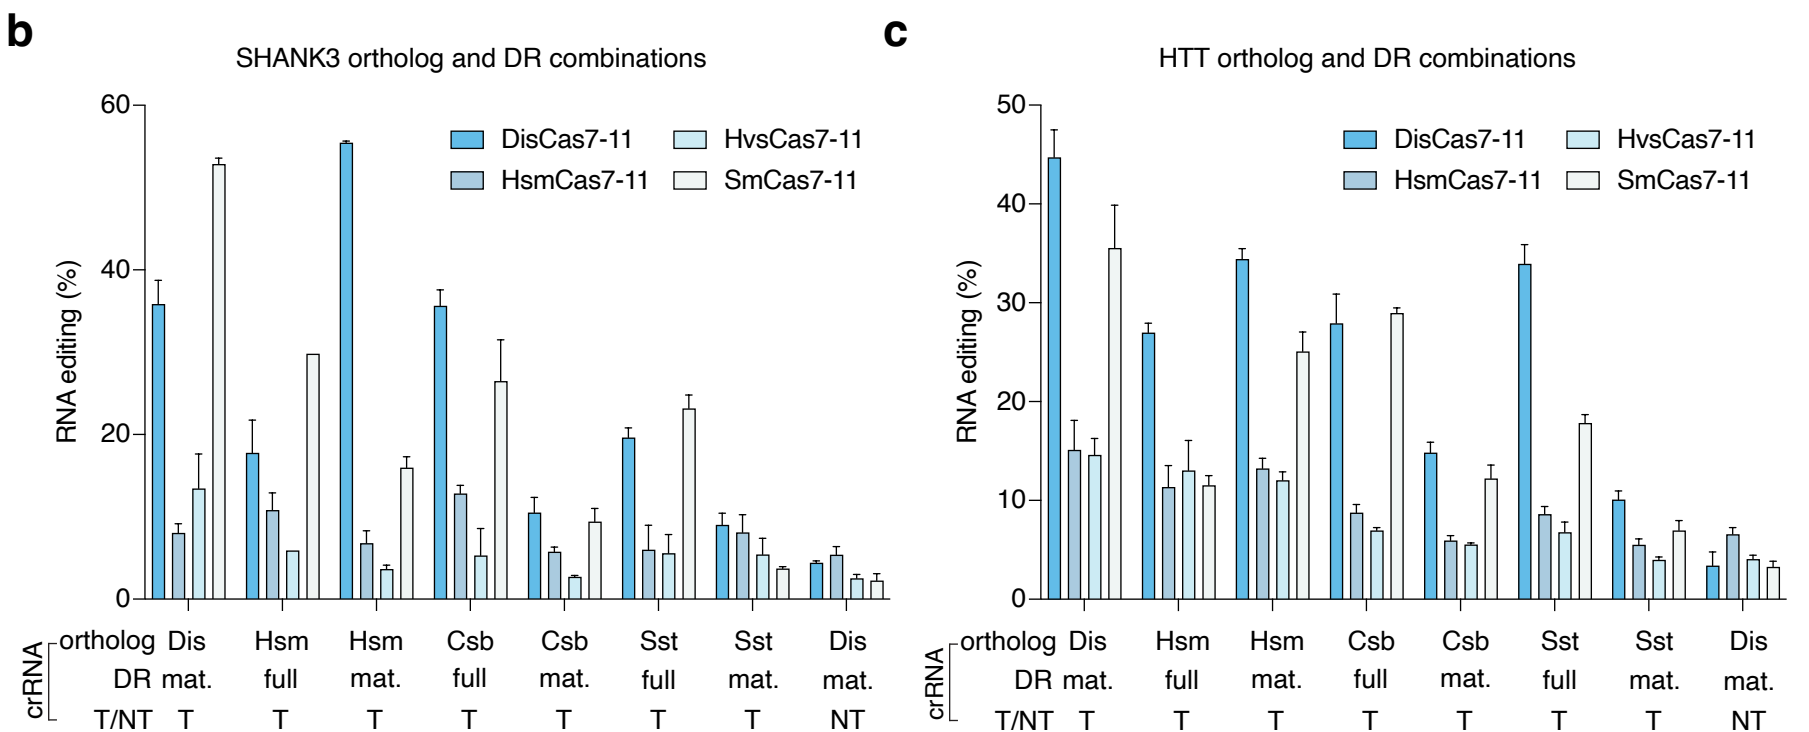 b
SHANK3 ortholog and DR combinations
60
40
20
0
RNA editing (%)
DisCas7-11
HvsCas7-11
HsmCas7-11
SmCas7-11
crRNA
ortholog Dis Hsm Hsm Csb Csb Sst Sst Dis
DR mat. full mat. full mat. full mat. mat.
T/NT T T T T T T T NT
c
HTT ortholog and DR combinations
50
40
30
20
10
0
RNA editing (%)
DisCas7-11
HvsCas7-11
HsmCas7-11
SmCas7-11
crRNA
ortholog Dis Hsm Hsm Csb Csb Sst Sst Dis
DR mat. full mat. full mat. full mat. mat.
T/NT T T T T T T T NT